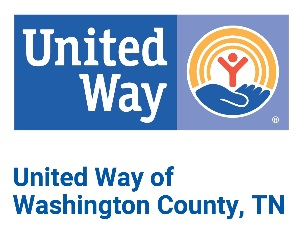 United
Way
®
United Way of
Washington County, TN